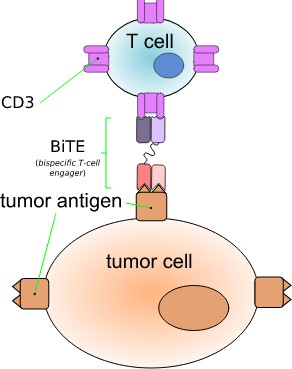 T cell
CD3
BiTE
(bispecific T-cell
engager)
tumor antigen
tumor cell